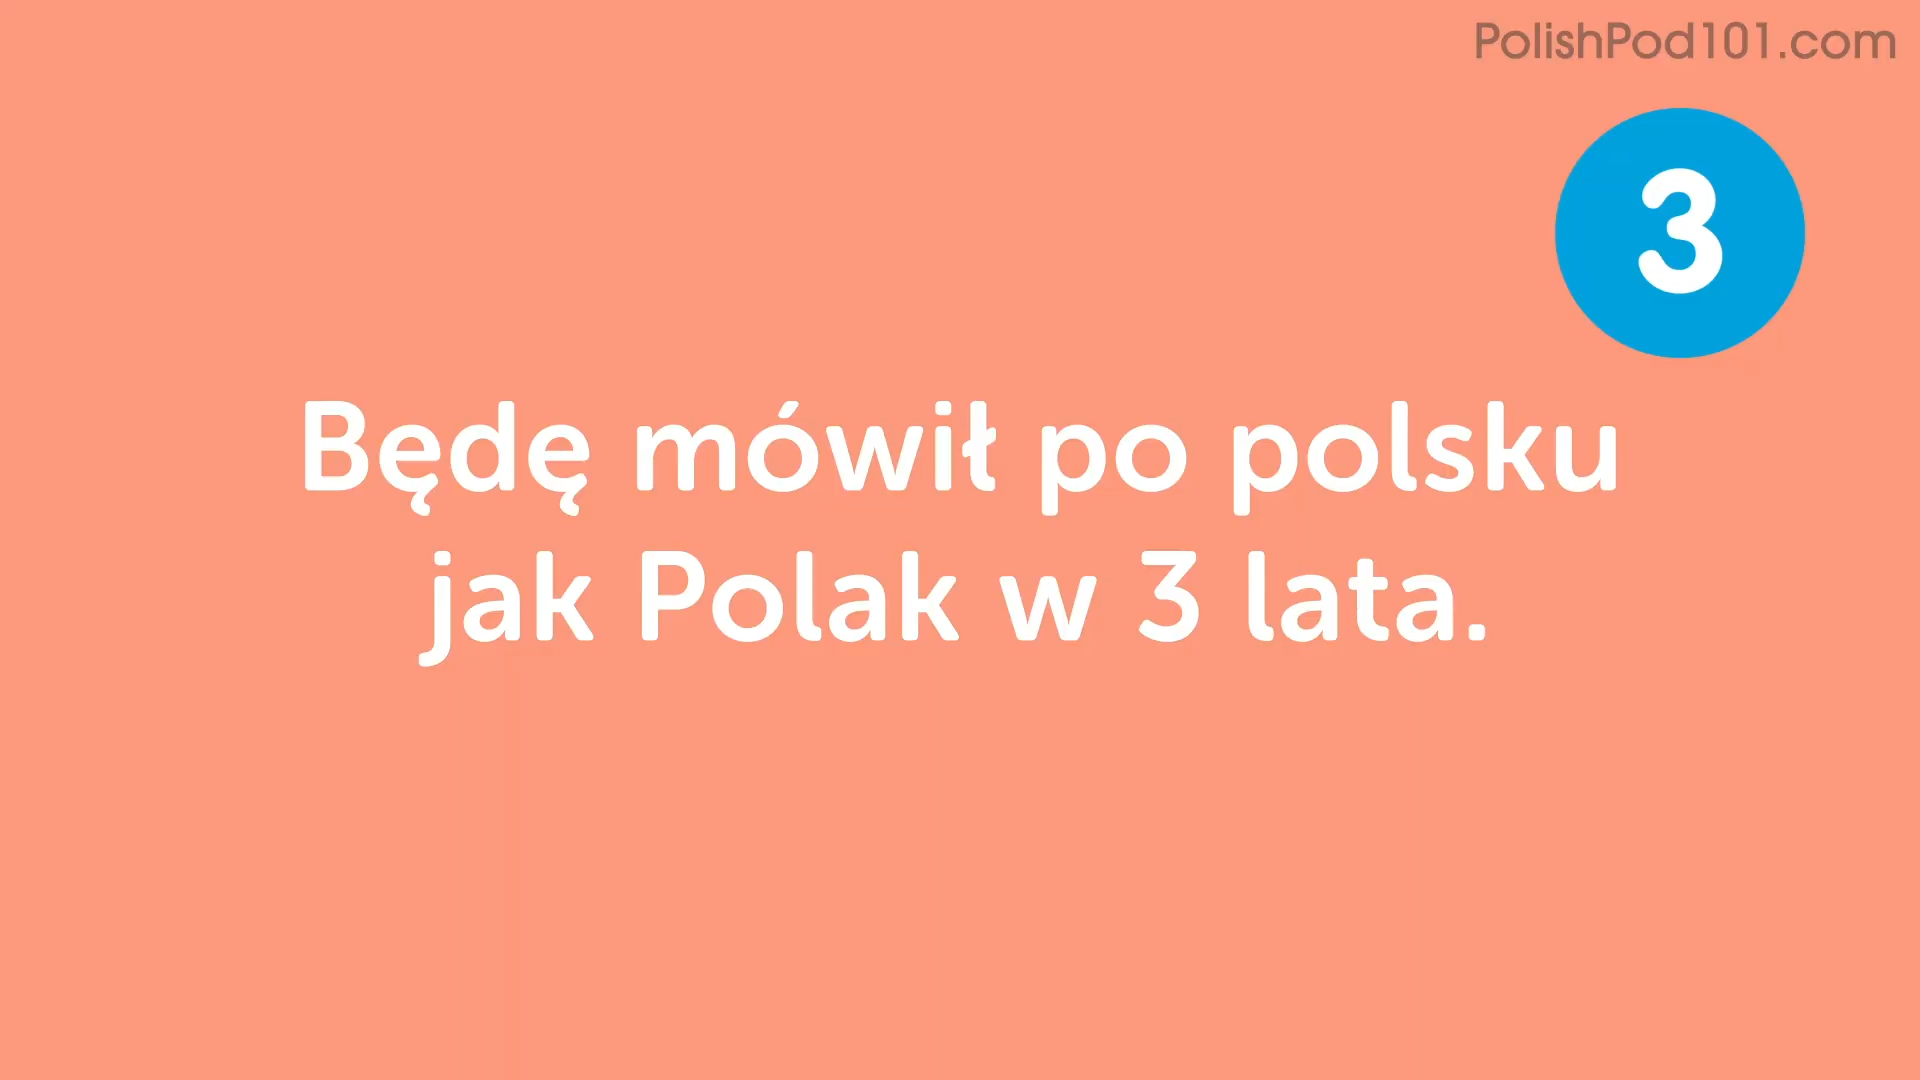 PolishPod101.com
3
Będę mówił po polsku
jak Polak w 3 lata.